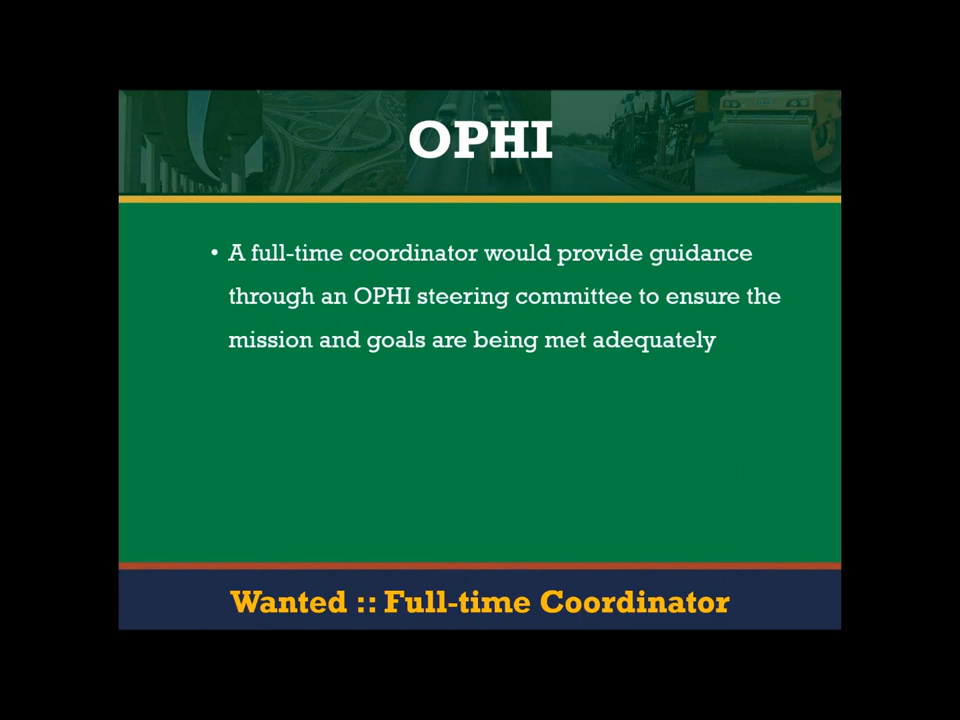 OPHI
• A full-time coordinator would provide guidance
through an OPHI steering committee to ensure the
mission and goals are being met adequately
Wanted :: Full-time Coordinator